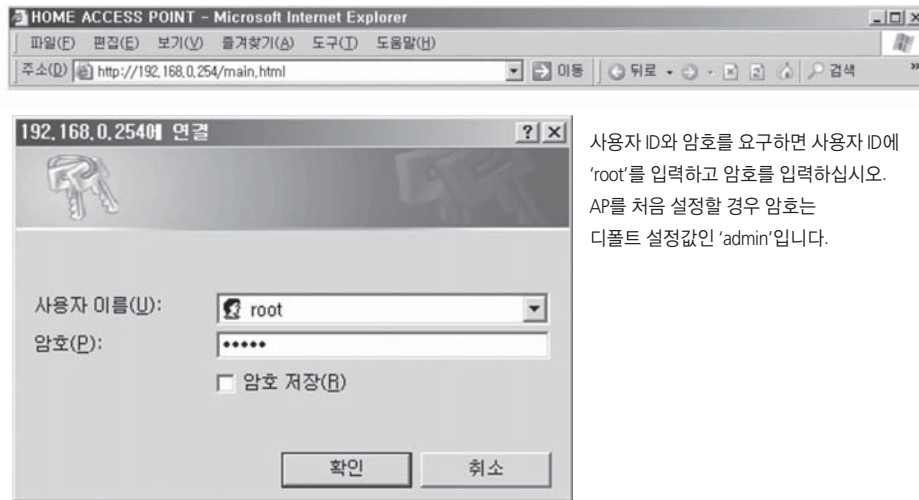 HOME ACCESS POINT - Microsoft Internet Explorer
파일(F) 편집(E) 보기(V) 즐겨찾기(A) 도구(T) 도움말(H)
주소(D) http://192.168.0.254/main.html 이동 뒤로 검색 »
192.168.0.254에 연결
사용자 ID와 암호를 요구하면 사용자 ID에
‘root’를 입력하고 암호를 입력하십시오.
AP를 처음 설정할 경우 암호는
디폴트 설정값인 ‘admin’입니다.
사용자 이름(U): root
암호(P): •••••
암호 저장(R)
확인 취소